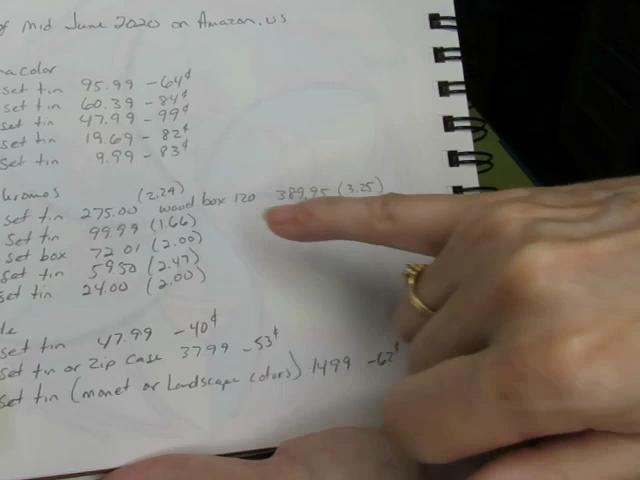 of mid June 2020 on Amazon.us
nacolor
set tin 95.99 - 64¢
set tin 60.39 - 84¢
set tin 47.99 - 99¢
set tin 19.69 - 82¢
set tin 9.99 - 83¢
kromos
set tin 275.00 (2.29) wood box 120 389.95 (3.25)
set tin 99.99 (1.66)
set box 72.01 (2.00)
set tin 59.50 (2.47)
set tin 24.00 (2.00)
de
set tin 47.99 - 40¢
set tin or Zip Case 37.99 - 53¢
set tin (monet or Landscape colors) 14.99 - 62¢